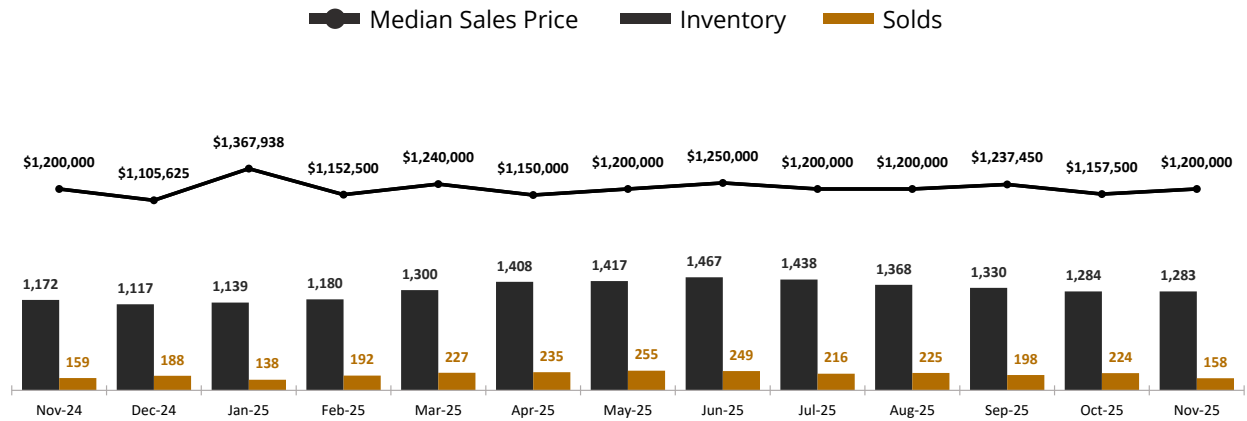 Median Sales Price Inventory Solds
$1,200,000 $1,105,625 $1,367,938 $1,152,500 $1,240,000 $1,150,000 $1,200,000 $1,250,000 $1,200,000 $1,200,000 $1,237,450 $1,157,500 $1,200,000
1,172 1,117 1,139 1,180 1,300 1,408 1,417 1,467 1,438 1,368 1,330 1,284 1,283
159 188 138 192 227 235 255 249 216 225 198 224 158
Nov-24 Dec-24 Jan-25 Feb-25 Mar-25 Apr-25 May-25 Jun-25 Jul-25 Aug-25 Sep-25 Oct-25 Nov-25